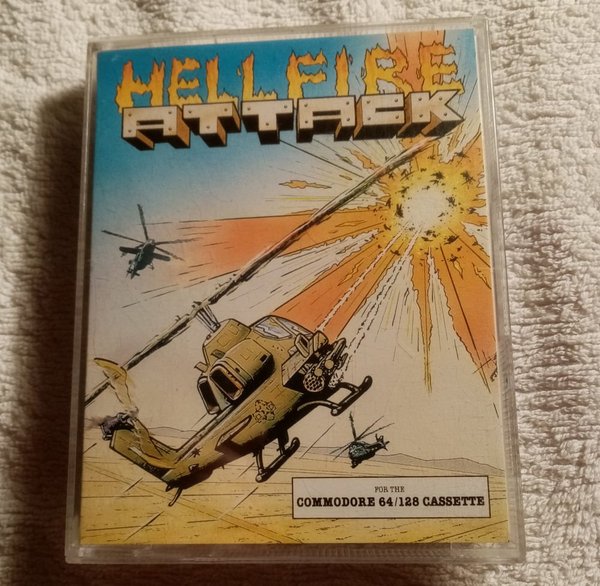 HELLFIRE
ATTACK
FOR THE
COMMODORE 64/128 CASSETTE